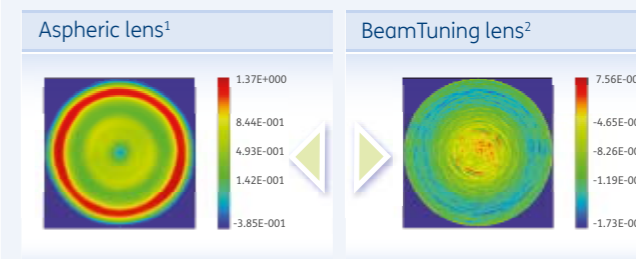 Aspheric lens¹
BeamTuning lens²
1.37E+000
8.44E-001
4.93E-001
1.42E-001
-3.85E-001
7.56E-00
-4.65E-00
-8.26E-00
-1.19E-00
-1.73E-00